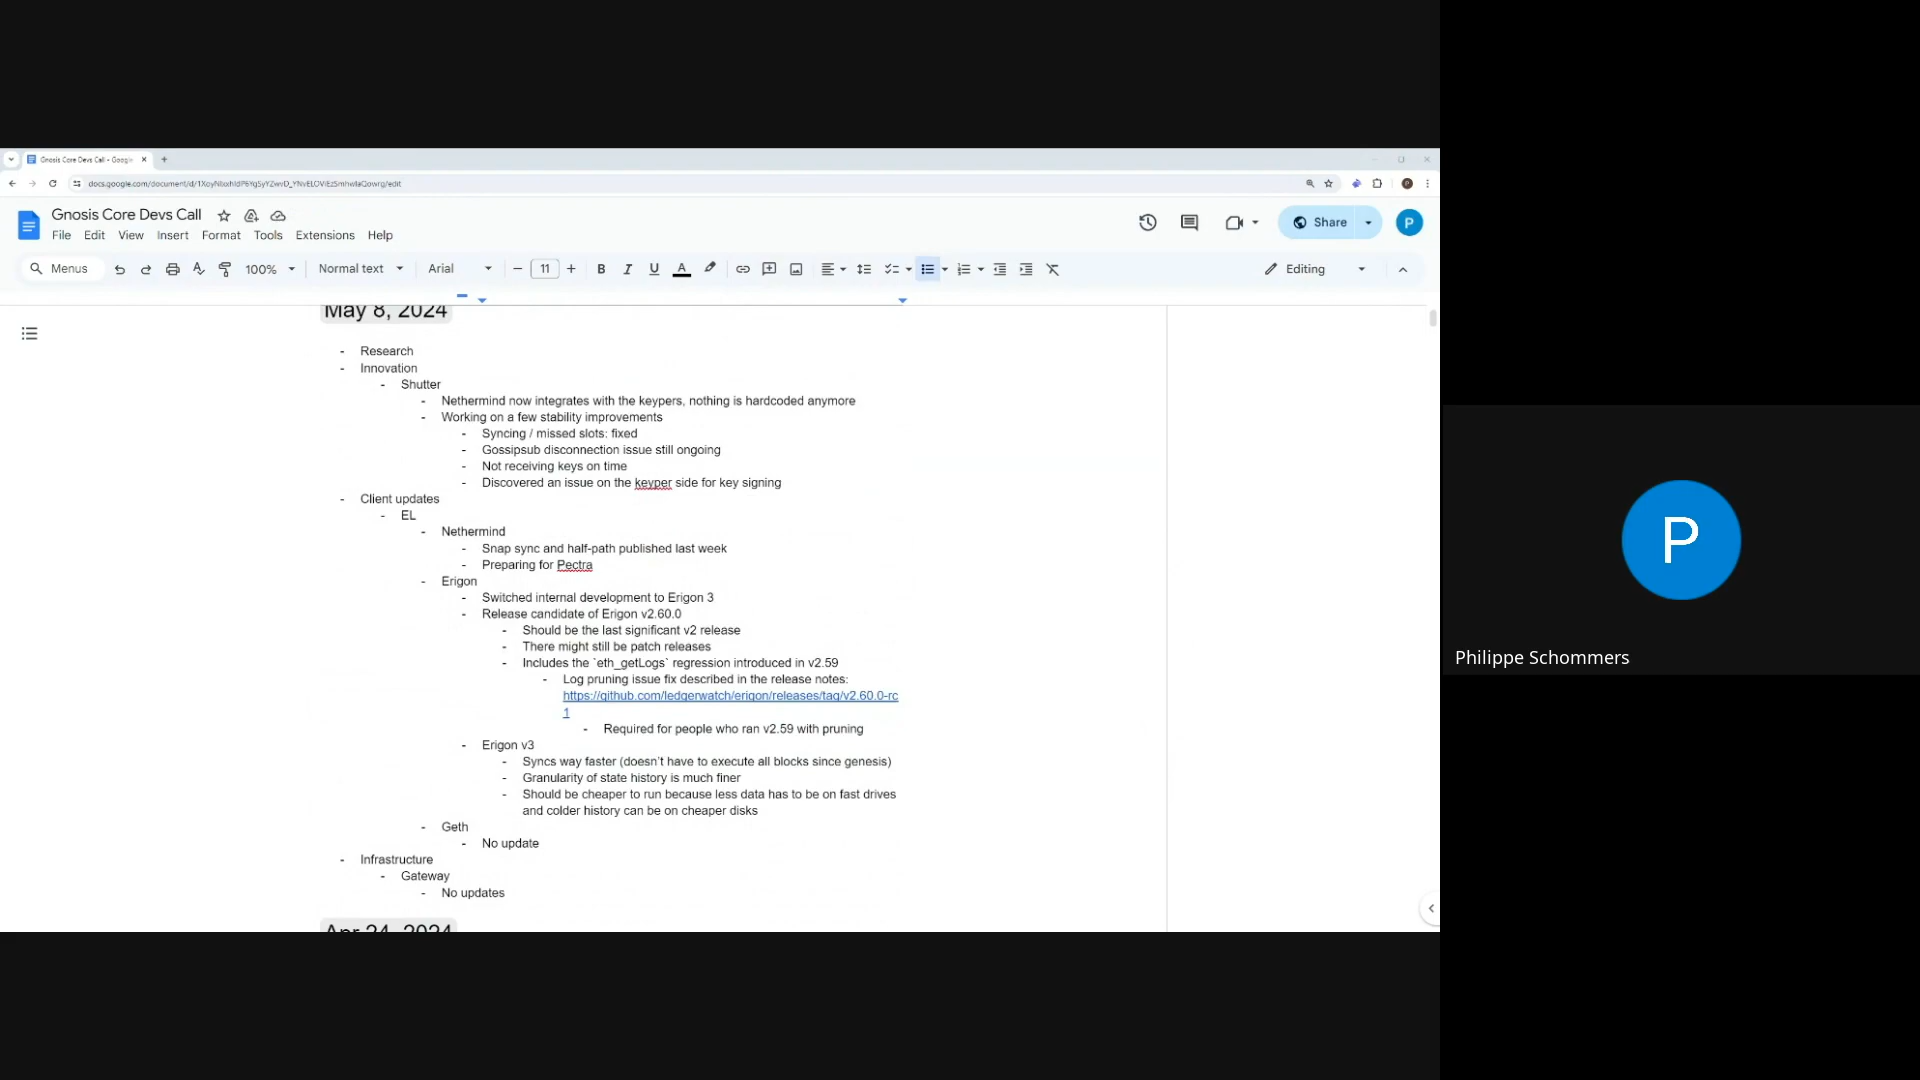 Gnosis Core Devs Call - Google
Gnosis Core Devs Call
File Edit View Insert Format Tools Extensions Help
Share
P
Menus
100%
Normal text
Arial
11
Editing
May 8, 2024
- Research
- Innovation
- Shutter
- Nethermind now integrates with the keypers, nothing is hardcoded anymore
- Working on a few stability improvements
- Syncing / missed slots: fixed
- Gossipsub disconnection issue still ongoing
- Not receiving keys on time
- Discovered an issue on the keyper side for key signing
- Client updates
- EL
- Nethermind
- Snap sync and half-path published last week
- Preparing for Pectra
- Erigon
- Switched internal development to Erigon 3
- Release candidate of Erigon v2.60.0
- Should be the last significant v2 release
- There might still be patch releases
- Includes the `eth_getLogs` regression introduced in v2.59
- Log pruning issue fix described in the release notes:
https://github.com/ledgerwatch/erigon/releases/tag/v2.60.0-rc
1
- Required for people who ran v2.59 with pruning
- Erigon v3
- Syncs way faster (doesn't have to execute all blocks since genesis)
- Granularity of state history is much finer
- Should be cheaper to run because less data has to be on fast drives
and colder history can be on cheaper disks
- Geth
- No update
- Infrastructure
- Gateway
- No updates
Apr 24, 2024
P
Philippe Schommers